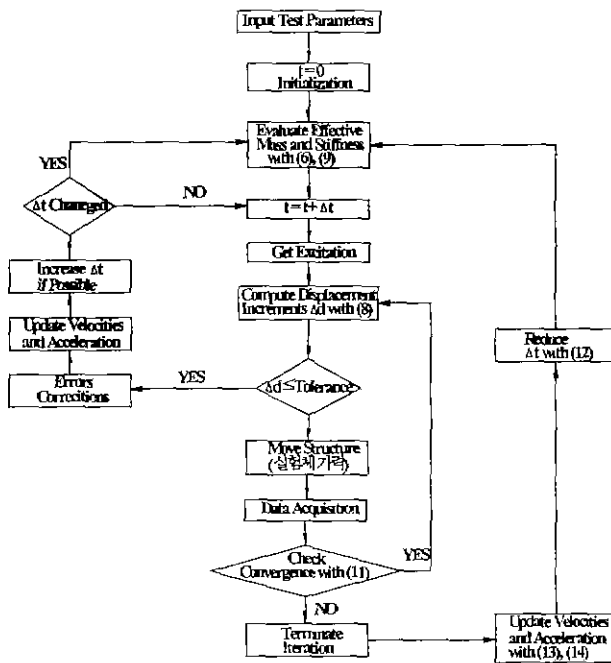 Input Test Parameters
t=0
Initialization
Evaluate Effective
Mass and Stiffness
with (6), (9)
YES
Δt Chaneged
NO
t=t+Δt
Get Excitation
Increase Δt
if Possible
Compute Displacement
Increments Δd with (8)
Update Velocities
and Acceleration
Reduce
Δt with (12)
Errors
Correcitions
YES
Δd≤Tolerance
Move Structure
(실험체 가력)
Data Acquisition
YES
Check
Convergence with (11)
NO
Terminate
Iteration
Update Velocities
and Acceleration
with (13), (14)